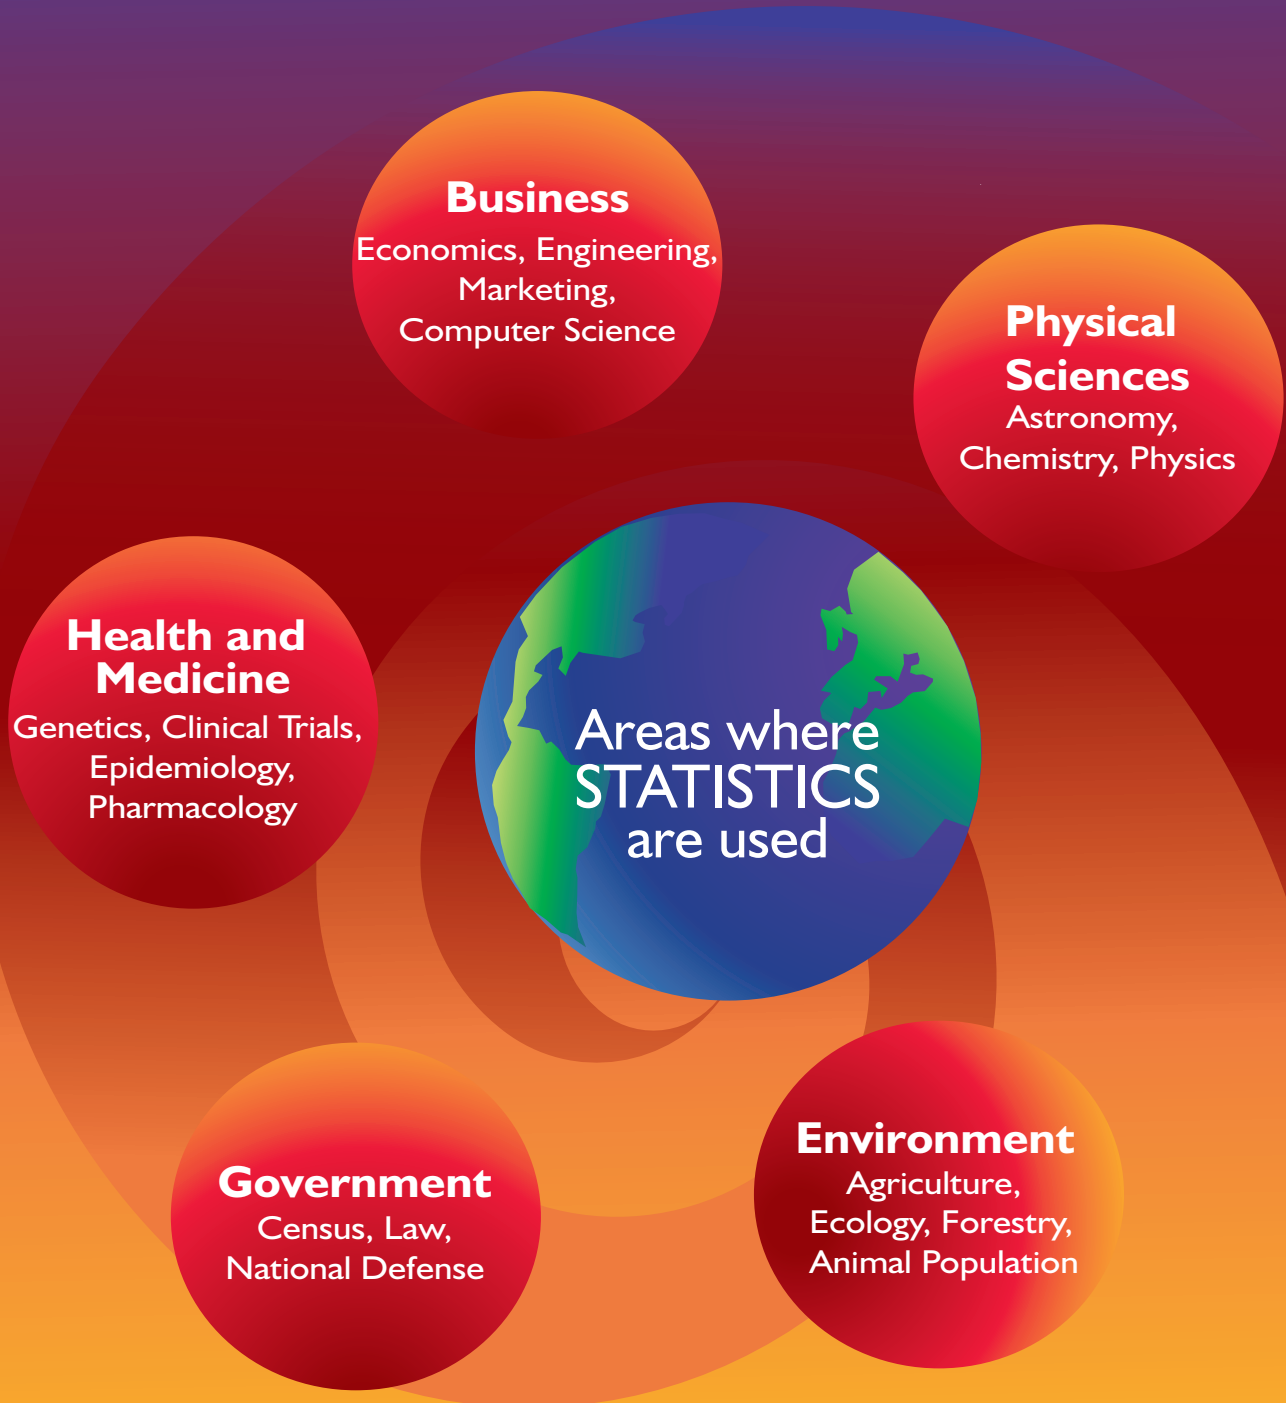 Business
Economics, Engineering,
Marketing,
Computer Science
Physical
Sciences
Astronomy,
Chemistry, Physics
Health and
Medicine
Genetics, Clinical Trials,
Epidemiology,
Pharmacology
Areas where
STATISTICS
are used
Government
Census, Law,
National Defense
Environment
Agriculture,
Ecology, Forestry,
Animal Population